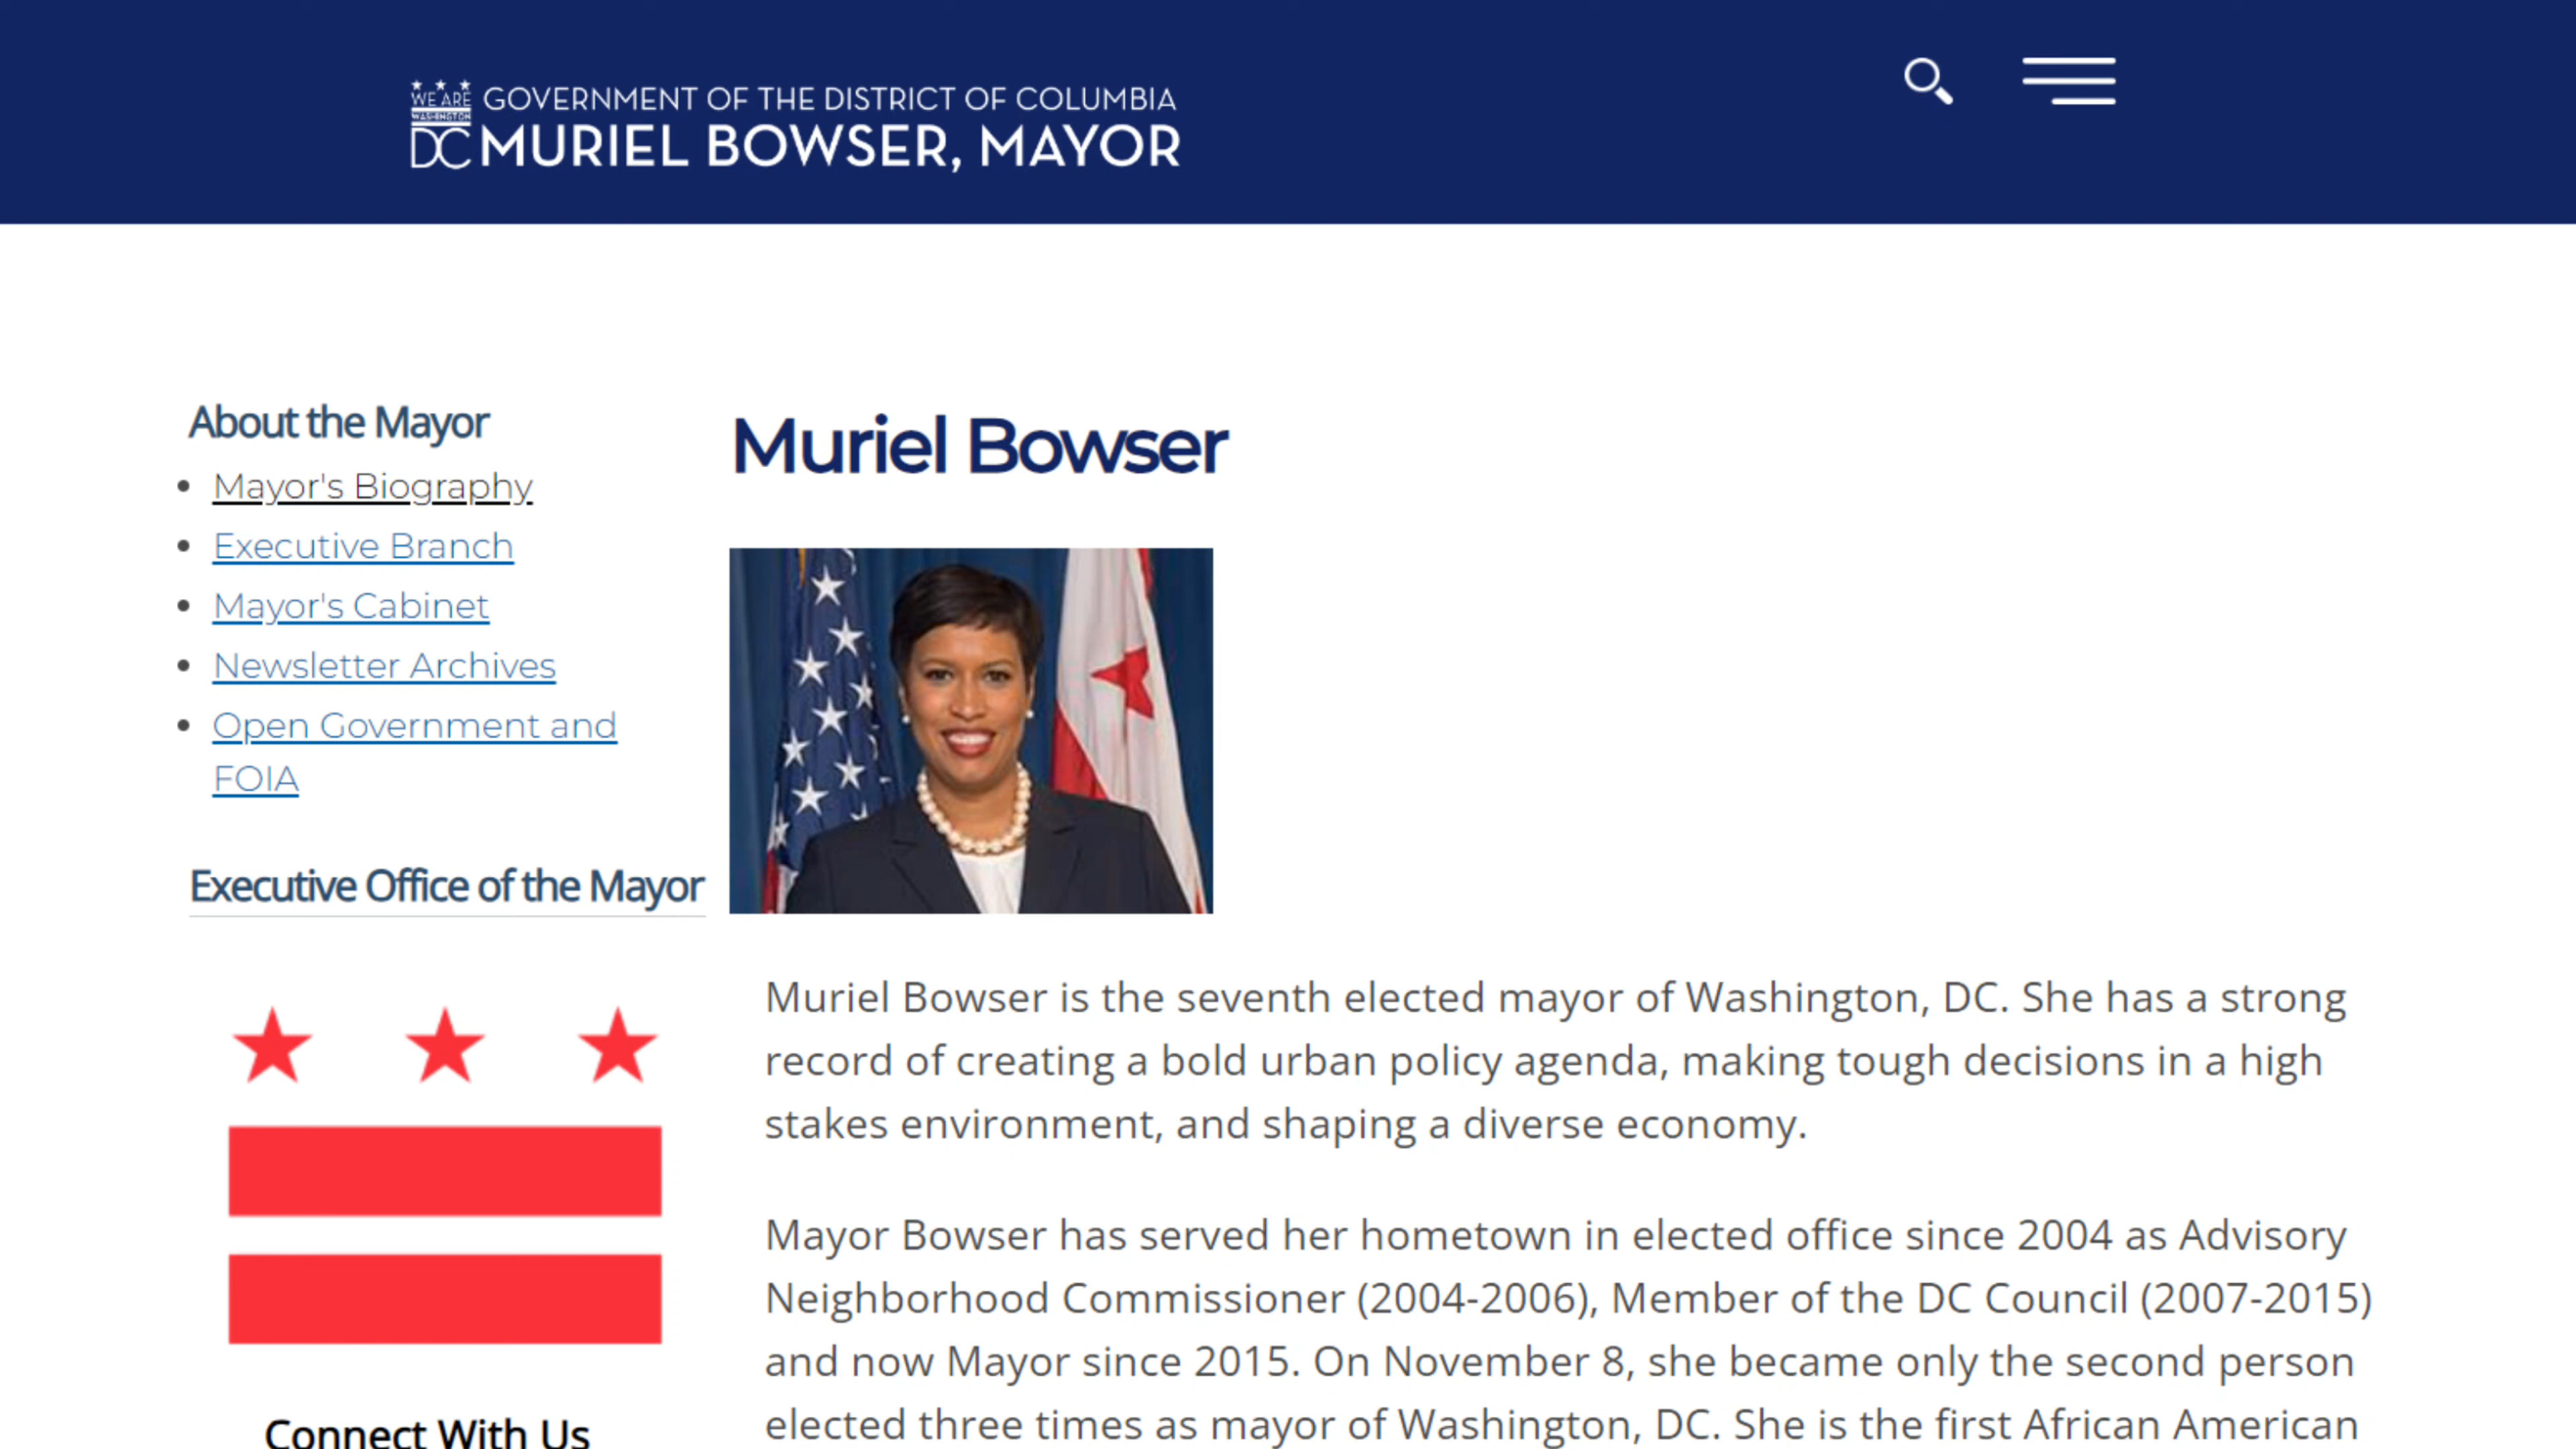 WE ARE
WASHINGTON
DC
GOVERNMENT OF THE DISTRICT OF COLUMBIA
MURIEL BOWSER, MAYOR
About the Mayor
Mayor's Biography
Executive Branch
Mayor's Cabinet
Newsletter Archives
Open Government and
FOIA
Executive Office of the Mayor
Connect With Us
Muriel Bowser
Muriel Bowser is the seventh elected mayor of Washington, DC. She has a strong
record of creating a bold urban policy agenda, making tough decisions in a high
stakes environment, and shaping a diverse economy.
Mayor Bowser has served her hometown in elected office since 2004 as Advisory
Neighborhood Commissioner (2004-2006), Member of the DC Council (2007-2015)
and now Mayor since 2015. On November 8, she became only the second person
elected three times as mayor of Washington, DC. She is the first African American